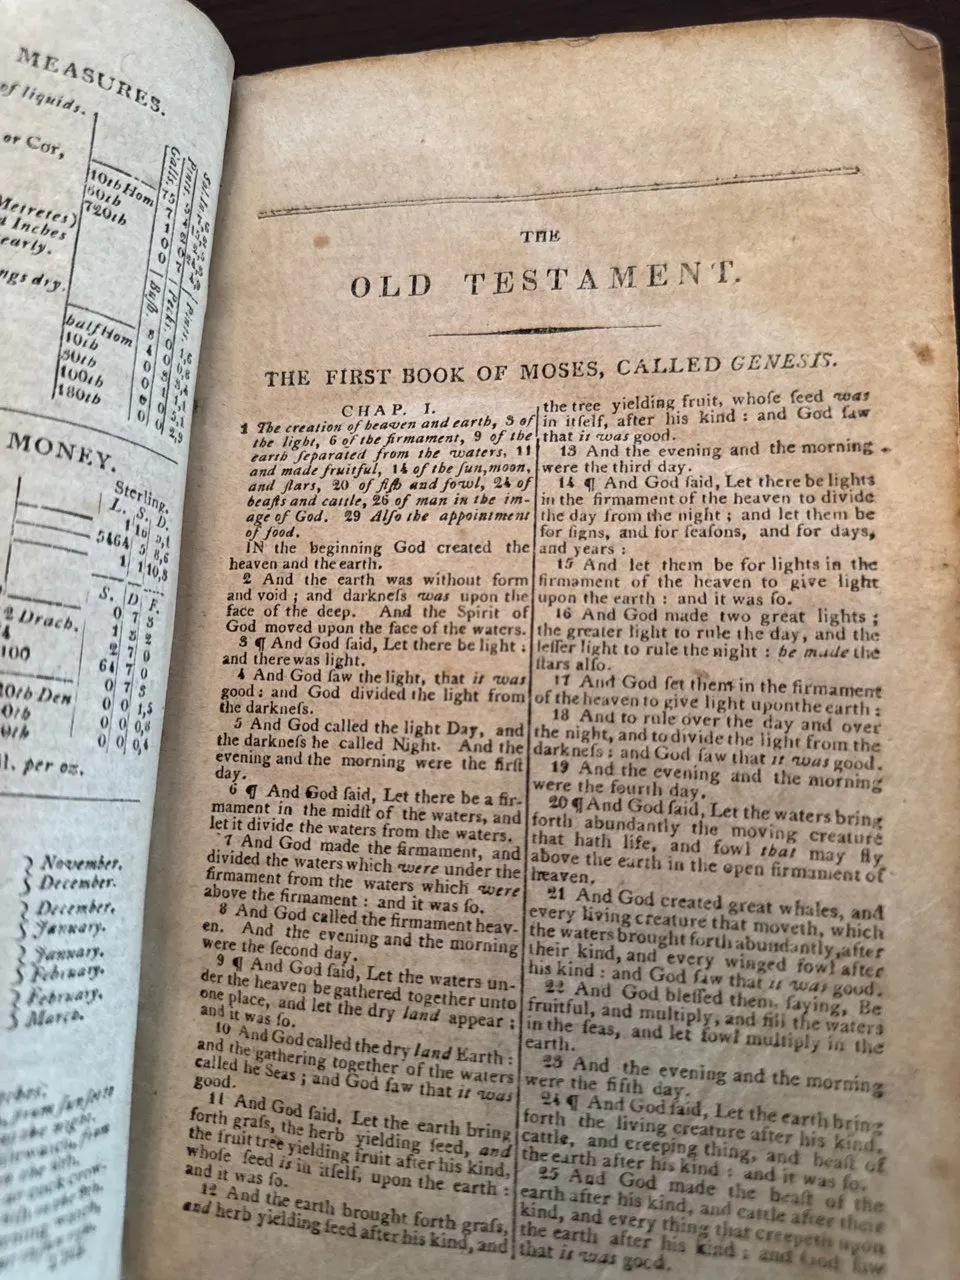 MEASURES.
of liquids.
or Cor,
Metretes)
Inches
early.
ngs dry.
10th Hom
60th
720th
half Hom
10th
30th
100th
180th
MONEY.
Sterling.
L. S. D.
S. D F.
2 Drach.
100
l. per oz.
November.
December.
December.
January.
January.
February.
February.
March.
THE
OLD TESTAMENT.
THE FIRST BOOK OF MOSES, CALLED GENESIS.
CHAP. I.
1 The creation of heaven and earth, 3 of
the light, 6 of the firmament, 9 of the
earth ſeparated from the waters, 11
and made fruitful, 14 of the ſun, moon,
and ſtars, 20 of fiſh and fowl, 24 of
beaſts and cattle, 26 of man in the im-
age of God. 29 Alſo the appointment
of food.
IN the beginning God created the
heaven and the earth.
2 And the earth was without form
and void ; and darkneſs was upon the
face of the deep. And the Spirit of
God moved upon the face of the waters.
3 ¶ And God ſaid, Let there be light ;
and there was light.
4 And God ſaw the light, that it was
good : and God divided the light from
the darkneſs.
5 And God called the light Day, and
the darkneſs he called Night. And the
evening and the morning were the firſt
day.
6 ¶ And God ſaid, Let there be a fir-
mament in the midſt of the waters, and
let it divide the waters from the waters.
7 And God made the firmament, and
divided the waters which were under the
firmament from the waters which were
above the firmament : and it was ſo.
8 And God called the firmament heav-
en. And the evening and the morning
were the ſecond day.
9 ¶ And God ſaid, Let the waters un-
der the heaven be gathered together unto
one place, and let the dry land appear ;
and it was ſo.
10 And God called the dry land Earth :
and the gathering together of the waters
called he Seas ; and God ſaw that it was
good.
11 And God ſaid, Let the earth bring
forth graſs, the herb yielding ſeed, and
the fruit tree yielding fruit after his kind,
whoſe ſeed is in itſelf, upon the earth :
and it was ſo.
12 And the earth brought forth graſs,
and herb yielding ſeed after his kind, and
the tree yielding fruit, whoſe ſeed was
in itſelf, after his kind : and God ſaw
that it was good.
13 And the evening and the morning
were the third day.
14 ¶ And God ſaid, Let there be lights
in the firmament of the heaven to divide
the day from the night ; and let them be
for ſigns, and for ſeaſons, and for days,
and years :
15 And let them be for lights in the
firmament of the heaven to give light
upon the earth : and it was ſo.
16 And God made two great lights ;
the greater light to rule the day, and the
leſſer light to rule the night : he made the
ſtars alſo.
17 And God ſet them in the firmament
of the heaven to give light upon the earth :
18 And to rule over the day and over
the night, and to divide the light from the
darkneſs : and God ſaw that it was good.
19 And the evening and the morning
were the fourth day.
20 ¶ And God ſaid, Let the waters bring
forth abundantly the moving creature
that hath life, and fowl that may fly
above the earth in the open firmament of
heaven.
21 And God created great whales, and
every living creature that moveth, which
the waters brought forth abundantly, after
their kind, and every winged fowl after
his kind : and God ſaw that it was good.
22 And God bleſſed them, ſaying, Be
fruitful, and multiply, and fill the waters
in the ſeas, and let fowl multiply in the
earth.
23 And the evening and the morning
were the fifth day.
24 ¶ And God ſaid, Let the earth bring
forth the living creature after his kind,
cattle, and creeping thing, and beaſt of
the earth after his kind : and it was ſo.
25 And God made the beaſt of the
earth after his kind, and cattle after their
kind, and every thing that creepeth upon
the earth after his kind : and God ſaw
that it was good.